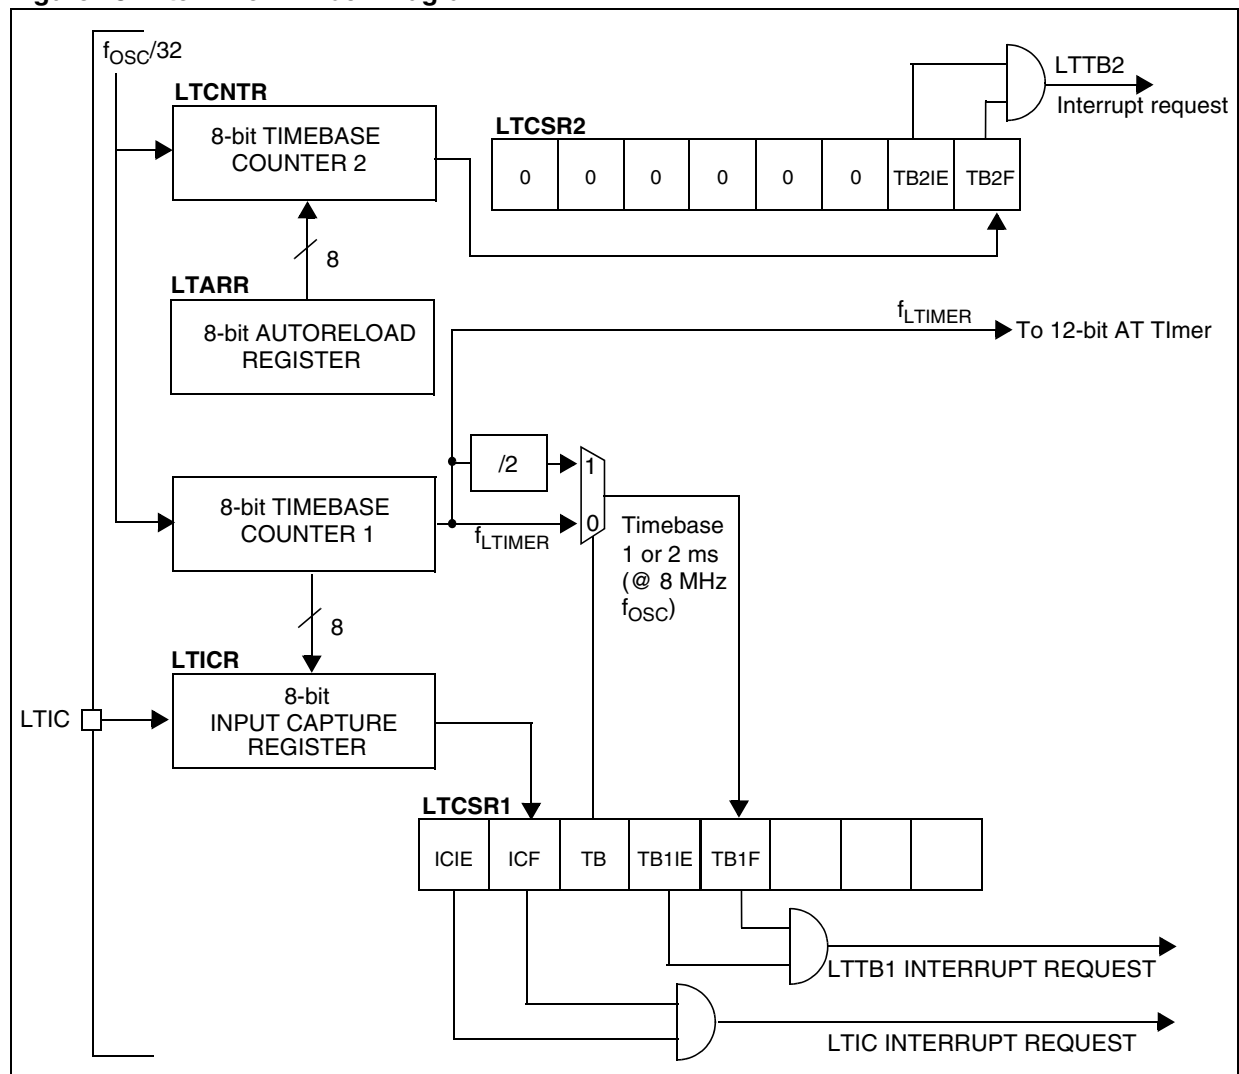 fOSC/32
LTCNTR
8-bit TIMEBASE
COUNTER 2
8
LTARR
8-bit AUTORELOAD
REGISTER
LTCSR2
0 0 0 0 0 0 TB2IE TB2F
LTTB2
Interrupt request
fLTIMER
To 12-bit AT TImer
8-bit TIMEBASE
COUNTER 1
/2
1
0
fLTIMER
Timebase
1 or 2 ms
(@ 8 MHz
fOSC)
8
LTICR
LTIC
8-bit
INPUT CAPTURE
REGISTER
LTCSR1
ICIE ICF TB TB1IE TB1F
LTTB1 INTERRUPT REQUEST
LTIC INTERRUPT REQUEST